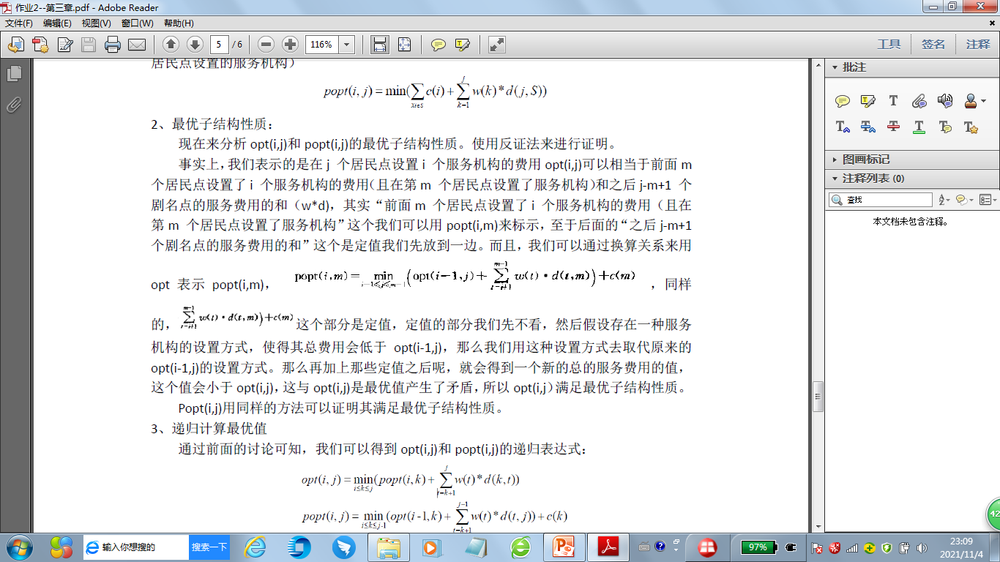 作业2--第三章.pdf - Adobe Reader
文件(F) 编辑(E) 视图(V) 窗口(W) 帮助(H)
5 / 6 116% 工具 签名 注释
居民点设置的服务机构）
popt(i, j) = min(∑_{xi∈S} c(i) + ∑_{k=1}^{j} w(k)*d(j,S))
2、最优子结构性质：
现在来分析 opt(i,j)和 popt(i,j)的最优子结构性质。使用反证法来进行证明。
事实上，我们表示的是在 j 个居民点设置 i 个服务机构的费用 opt(i,j)可以相当于前面 m
个居民点设置了 i 个服务机构的费用（且在第 m 个居民点设置了服务机构）和之后 j-m+1 个
剧名点的服务费用的和（w*d)，其实“前面 m 个居民点设置了 i 个服务机构的费用（且在
第 m 个居民点设置了服务机构”这个我们可以用 popt(i,m)来标示，至于后面的“之后 j-m+1
个剧名点的服务费用的和”这个是定值我们先放到一边。而且，我们可以通过换算关系来用
opt 表示 popt(i,m)， popt(i,m)=min_{i-1≤j≤m-1}(opt(i-1,j)+∑_{t=j+1}^{m-1} w(t)·d(t,m))+c(m) ，同样
的，∑_{t=j+1}^{m-1} w(t)·d(t,m))+c(m) 这个部分是定值，定值的部分我们先不看，然后假设存在一种服务
机构的设置方式，使得其总费用会低于 opt(i-1,j)，那么我们用这种设置方式去取代原来的
opt(i-1,j)的设置方式。那么再加上那些定值之后呢，就会得到一个新的总的服务费用的值，
这个值会小于 opt(i,j)，这与 opt(i,j)是最优值产生了矛盾，所以 opt(i,j）满足最优子结构性质。
Popt(i,j)用同样的方法可以证明其满足最优子结构性质。
3、递归计算最优值
通过前面的讨论可知，我们可以得到 opt(i,j)和 popt(i,j)的递归表达式：
opt(i, j) = min_{i≤k≤j}(popt(i,k) + ∑_{t=k+1}^{j} w(t)*d(k,t))
popt(i, j) = min_{i≤k≤j-1}(opt(i-1,k) + ∑_{t=k+1}^{j-1} w(t)*d(t, j)) + c(k)
批注
图画标记
注释列表 (0)
查找
本文档未包含注释。
42
输入你想搜的 搜索一下
97%
23:09
2021/11/4